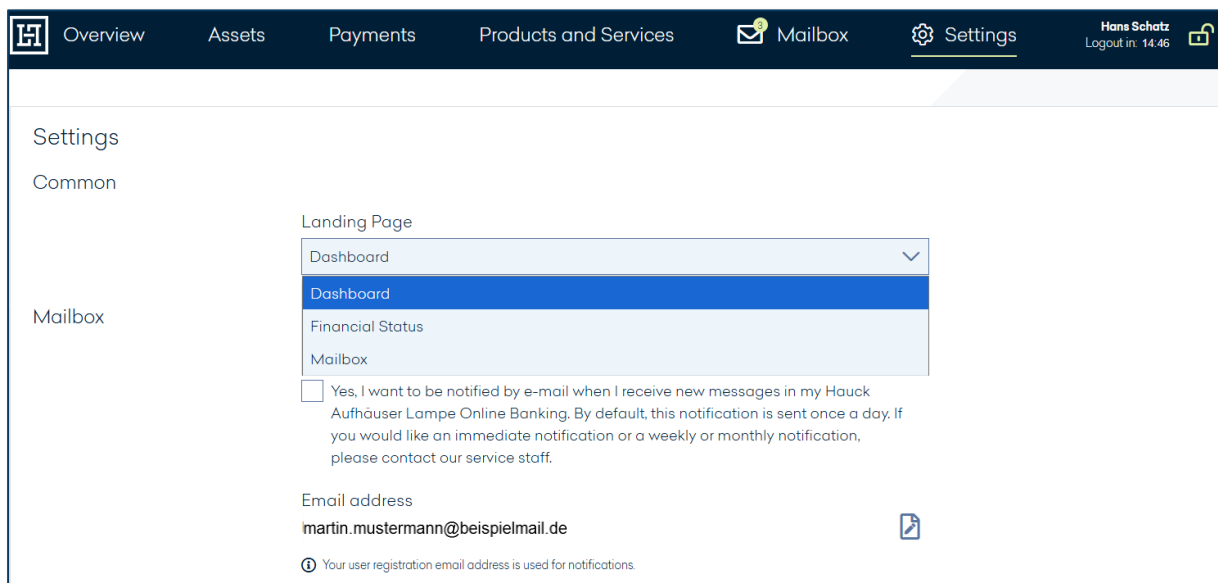 Overview Assets Payments Products and Services 3 Mailbox Settings Hans Schatz
Logout in: 14:46
Settings
Common
Landing Page
Dashboard
Dashboard
Mailbox
Financial Status
Mailbox
Yes, I want to be notified by e-mail when I receive new messages in my Hauck
Aufhäuser Lampe Online Banking. By default, this notification is sent once a day. If
you would like an immediate notification or a weekly or monthly notification,
please contact our service staff.
Email address
martin.mustermann@beispielmail.de
Your user registration email address is used for notifications.